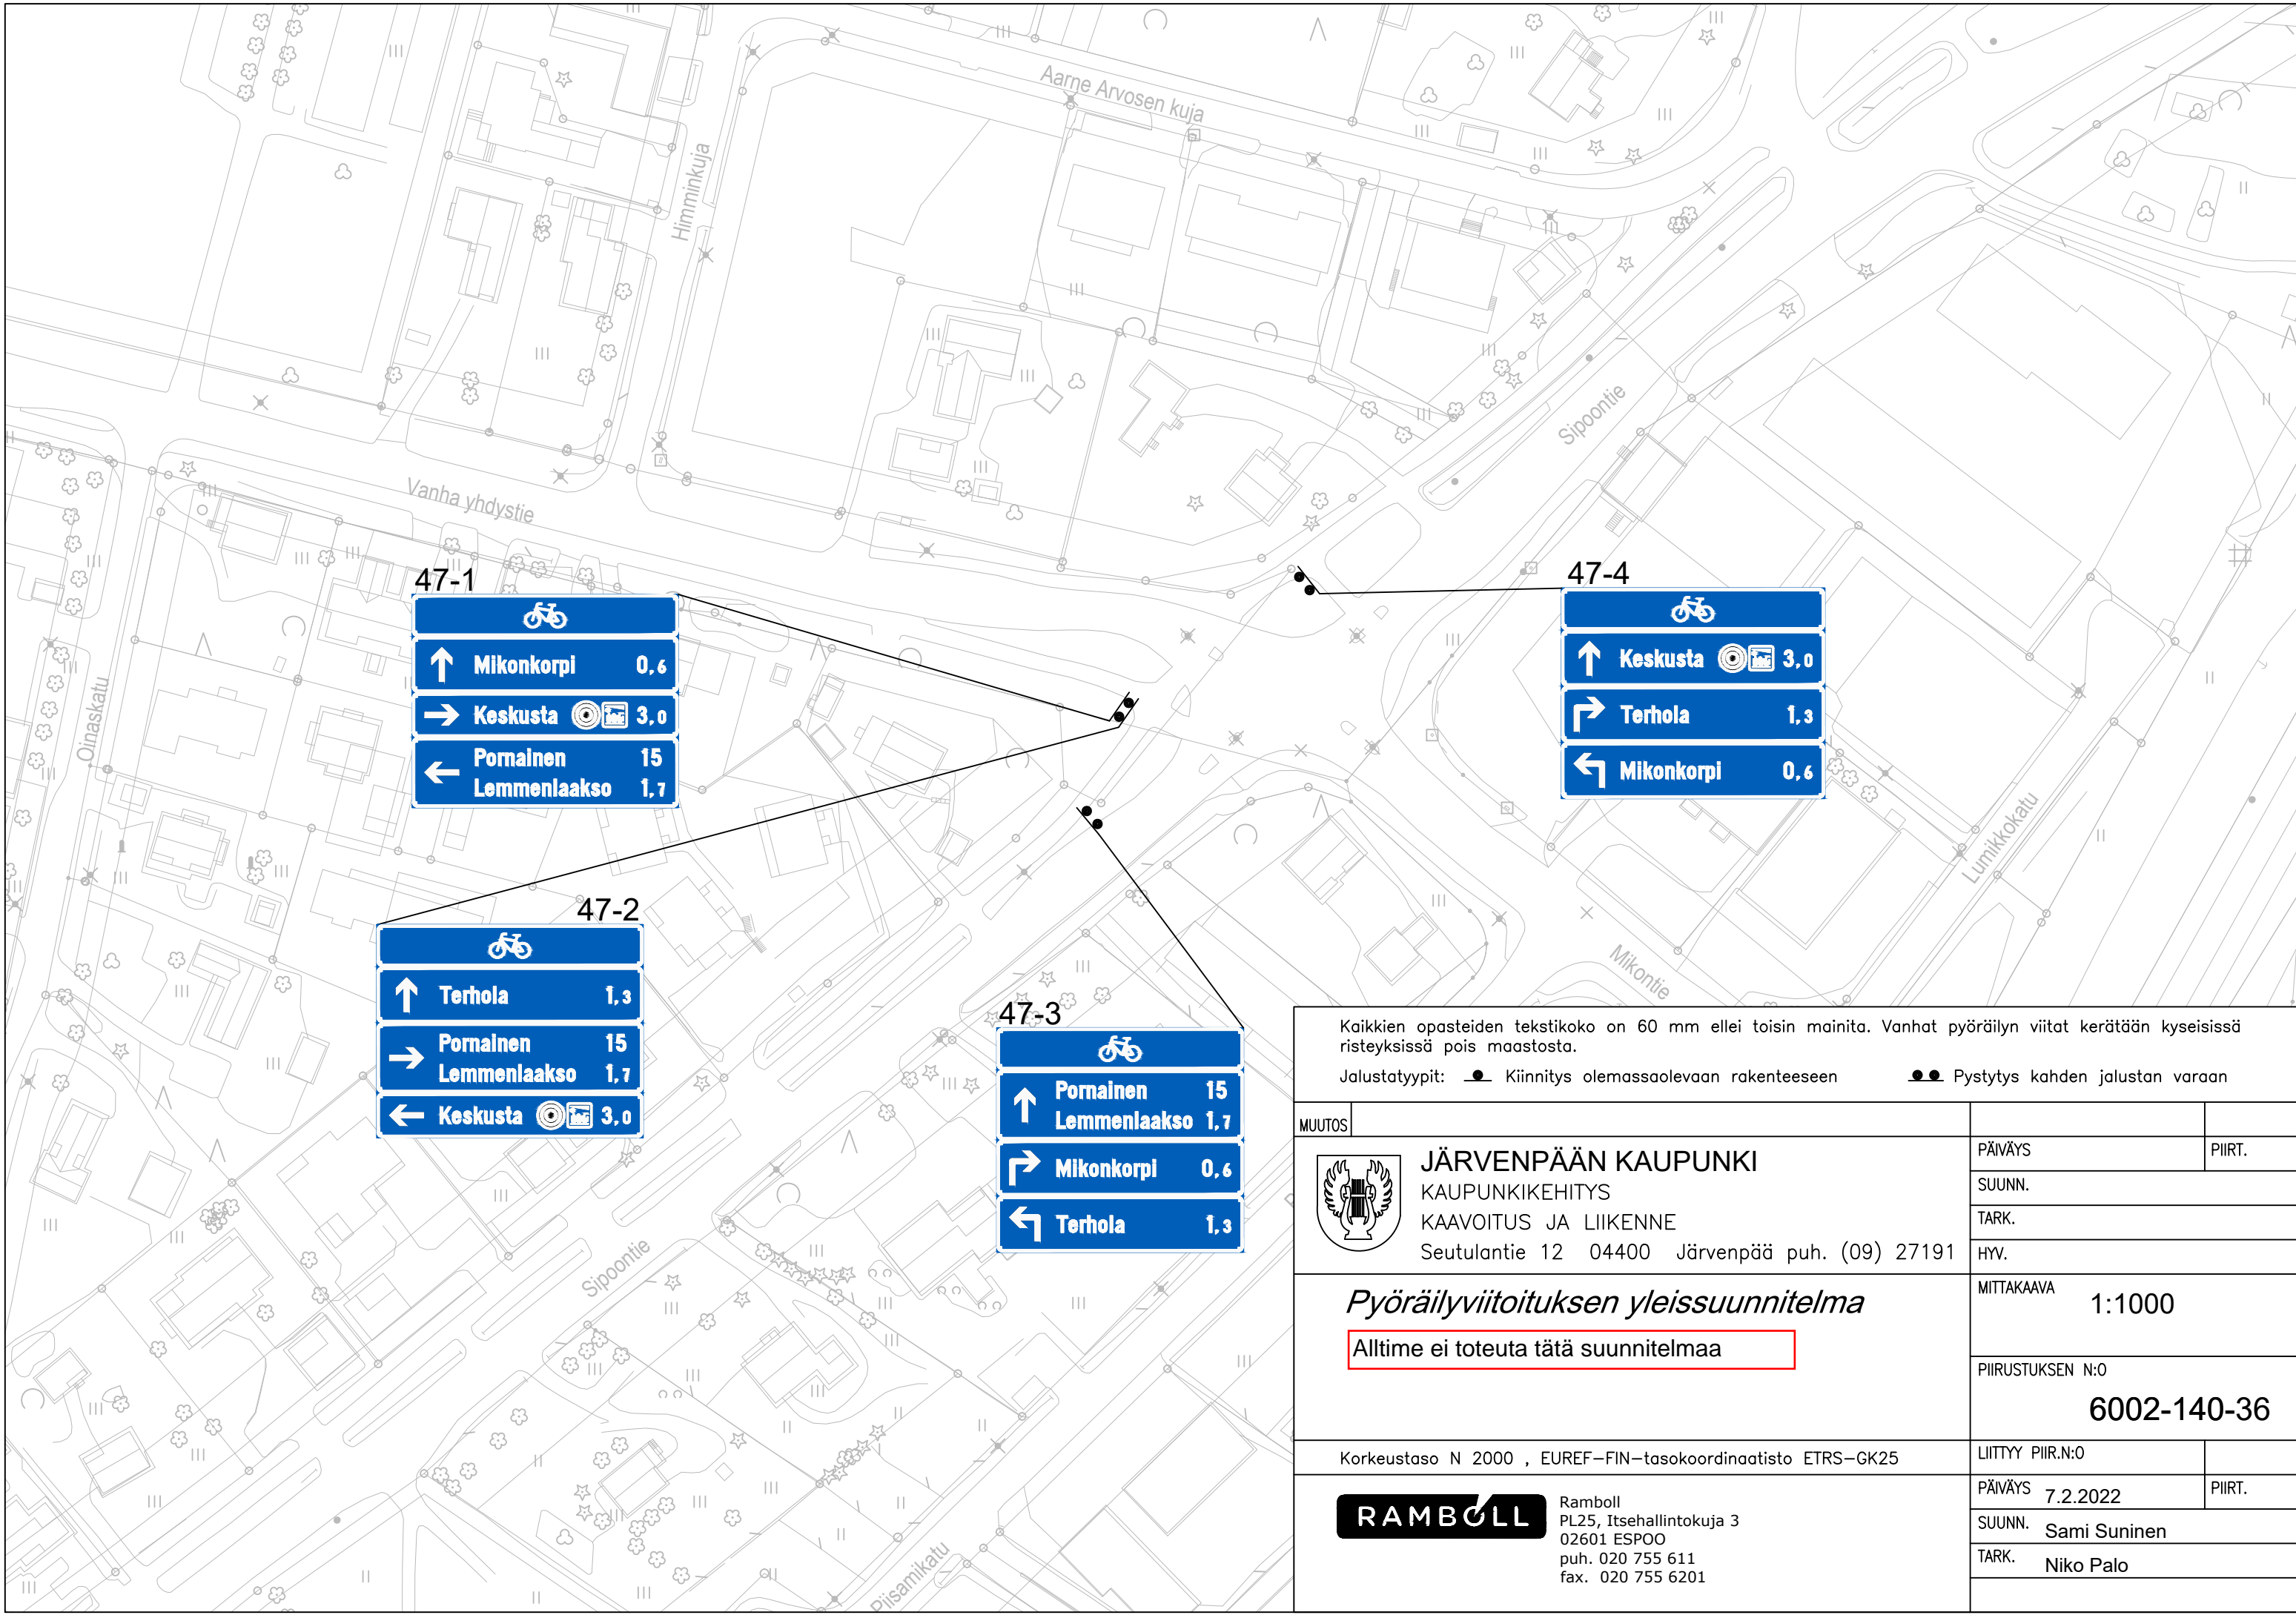 Aarne Arvosen kuja
Himminkuja
Sipoontie
Vanha yhdystie
Oinaskatu
47-1
Mikonkorpi 0,6
Keskusta 3,0
Pornainen 15
Lemmenlaakso 1,7
47-4
Keskusta 3,0
Terhola 1,3
Mikonkorpi 0,6
Lumikkokatu
Mikontie
47-2
Terhola 1,3
Pornainen 15
Lemmenlaakso 1,7
Keskusta 3,0
47-3
Pornainen 15
Lemmenlaakso 1,7
Mikonkorpi 0,6
Terhola 1,3
Sipoontie
Piisamikatu
Kaikkien opasteiden tekstikoko on 60 mm ellei toisin mainita. Vanhat pyöräilyn viitat kerätään kyseisissä
risteyksissä pois maastosta.
Jalustatyypit: Kiinnitys olemassaolevaan rakenteeseen Pystytys kahden jalustan varaan
MUUTOS
JÄRVENPÄÄN KAUPUNKI
KAUPUNKIKEHITYS
KAAVOITUS JA LIIKENNE
Seutulantie 12 04400 Järvenpää puh. (09) 27191
PÄIVÄYS PIIRT.
SUUNN.
TARK.
HYV.
Pyöräilyviitoituksen yleissuunnitelma
Alltime ei toteuta tätä suunnitelmaa
MITTAKAAVA
1:1000
PIIRUSTUKSEN N:O
6002-140-36
Korkeustaso N 2000 , EUREF-FIN-tasokoordinaatisto ETRS-GK25
LIITTYY PIIR.N:O
RAMBOLL
Ramboll
PL25, Itsehallintokuja 3
02601 ESPOO
puh. 020 755 611
fax. 020 755 6201
PÄIVÄYS 7.2.2022 PIIRT.
SUUNN. Sami Suninen
TARK. Niko Palo